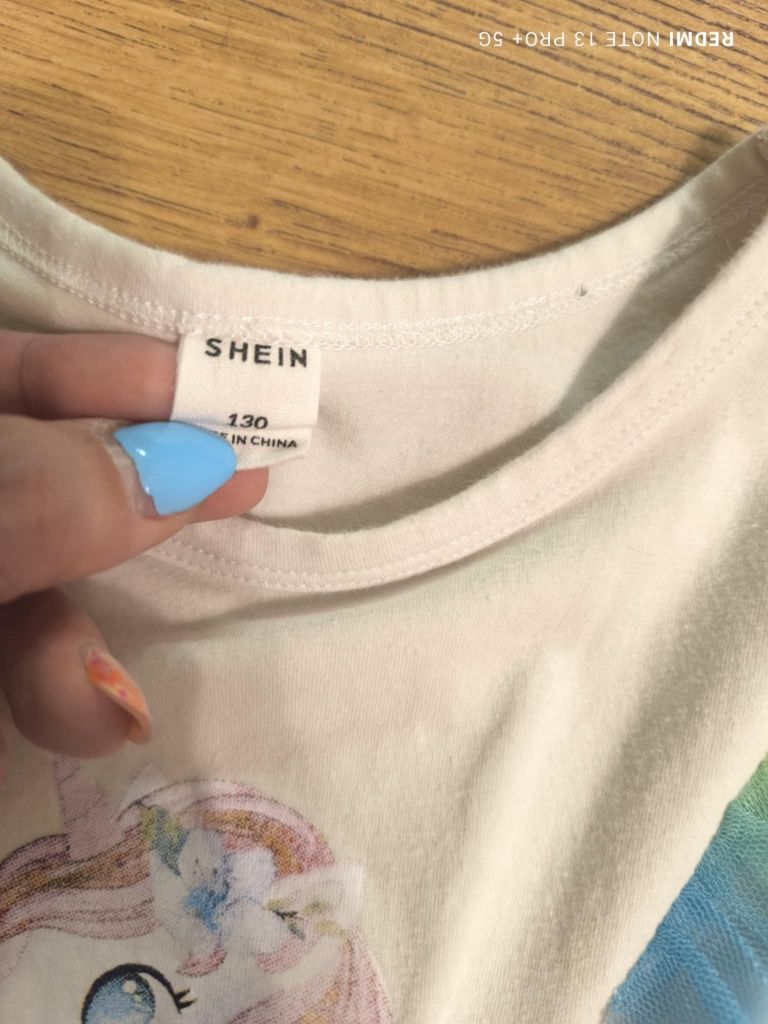 REDMI NOTE 13 PRO+ 5G
SHEIN
130
IN CHINA